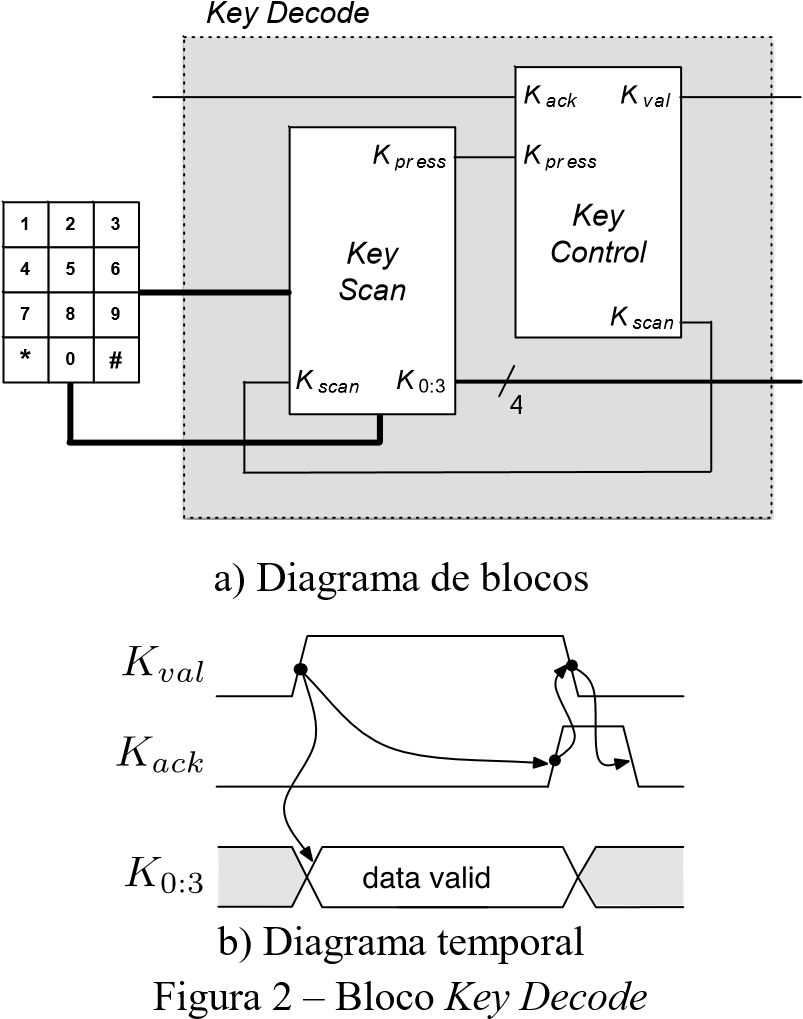 Key Decode
K ack K val
K press K press
Key Control
Key Scan
K scan
K scan K 0:3
4
1 2 3
4 5 6
7 8 9
* 0 #
a) Diagrama de blocos
K val
K ack
K 0:3 data valid
b) Diagrama temporal
Figura 2 – Bloco Key Decode